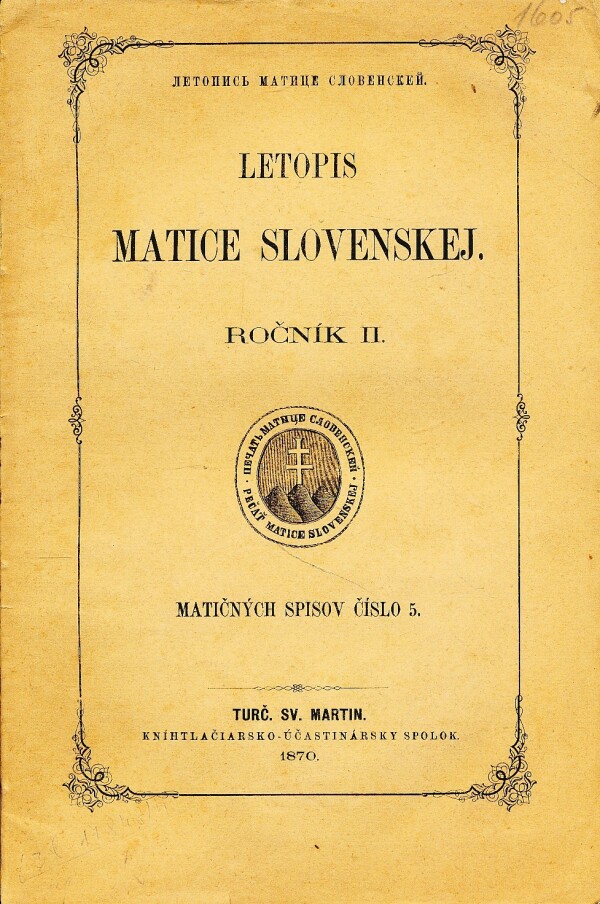 1605
ЛЕТОПИСЬ МАТИЦЕ СЛОВЕНСКЕЙ.
LETOPIS
MATICE SLOVENSKEJ.
ROČNÍK II.
ПЕЧАТЬ МАТИЦЕ СЛОВЕНСКЕЙ
PEČAŤ MATICE SLOVENSKEJ
MATIČNÝCH SPISOV ČÍSLO 5.
TURČ. SV. MARTIN.
KNÍHTLAČIARSKO-ÚČASTINÁRSKY SPOLOK.
1870.